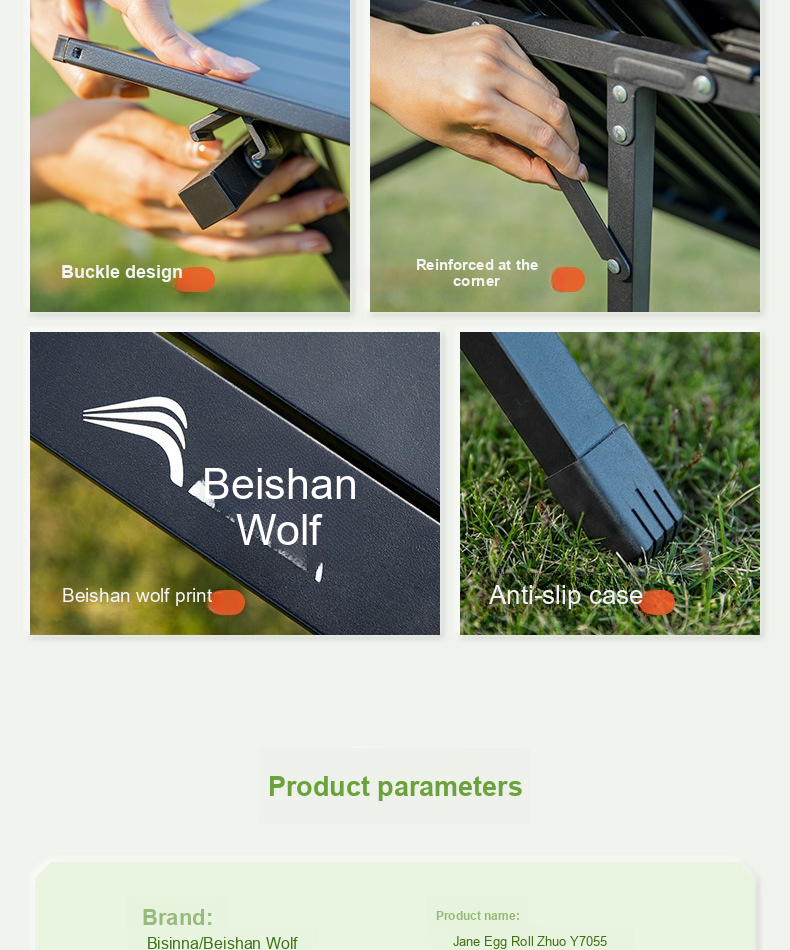 Buckle design
Reinforced at the
corner
Beishan
Wolf
Beishan wolf print
Anti-slip case
Product parameters
Brand:
Product name:
Bisinna/Beishan Wolf
Jane Egg Roll Zhuo Y7055